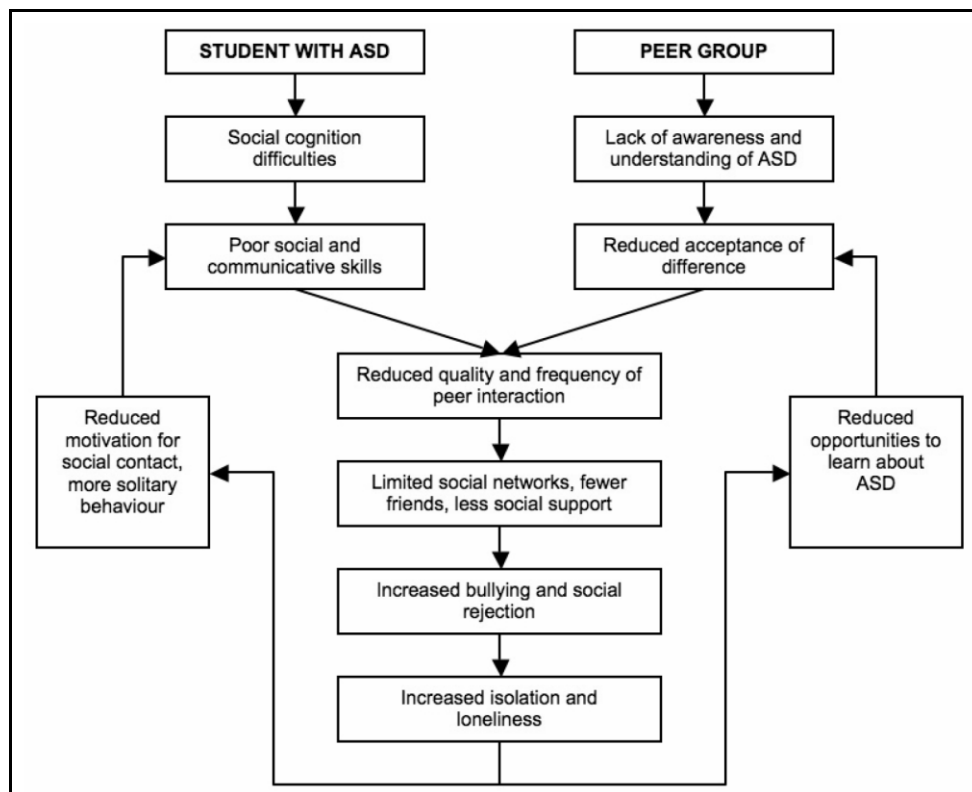 STUDENT WITH ASD
PEER GROUP
Social cognition
difficulties
Lack of awareness and
understanding of ASD
Poor social and
communicative skills
Reduced acceptance of
difference
Reduced quality and frequency of
peer interaction
Reduced
motivation for
social contact,
more solitary
behaviour
Reduced
opportunities to
learn about
ASD
Limited social networks, fewer
friends, less social support
Increased bullying and social
rejection
Increased isolation and
loneliness